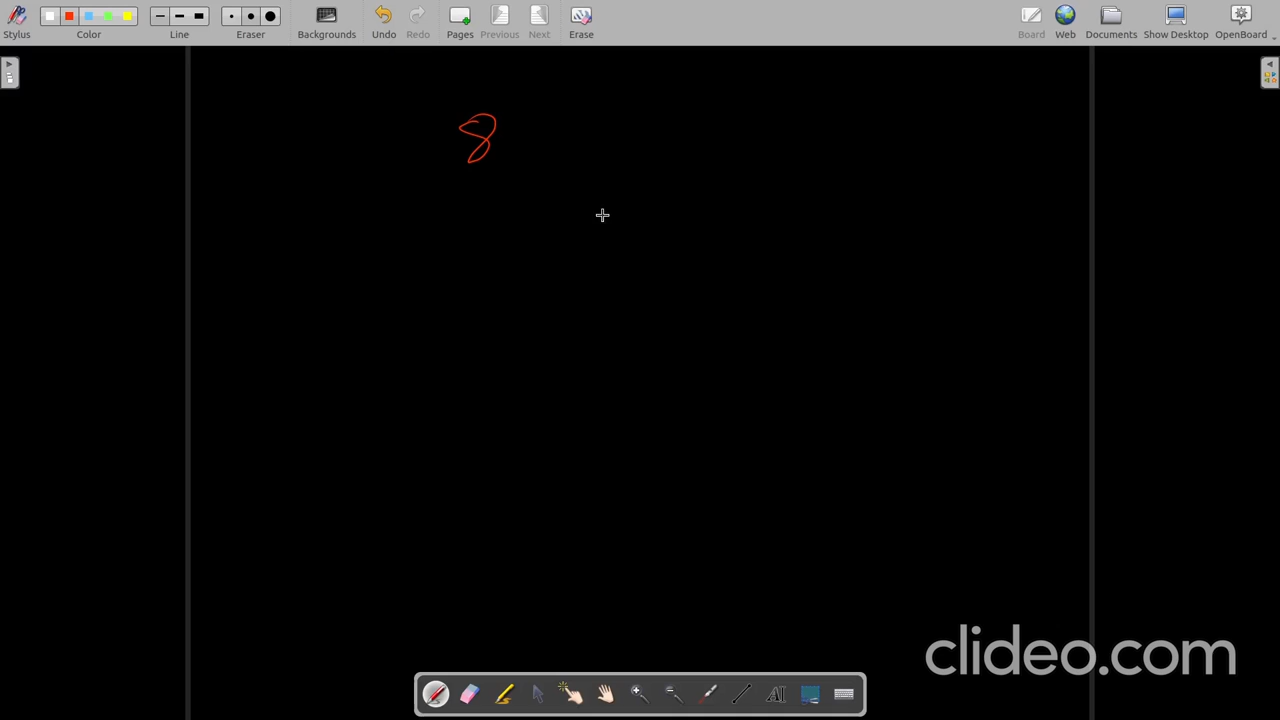 Stylus Color Line Eraser Backgrounds Undo Redo Pages Previous Next Erase Board Web Documents Show Desktop OpenBoard
8
clideo.com
AI